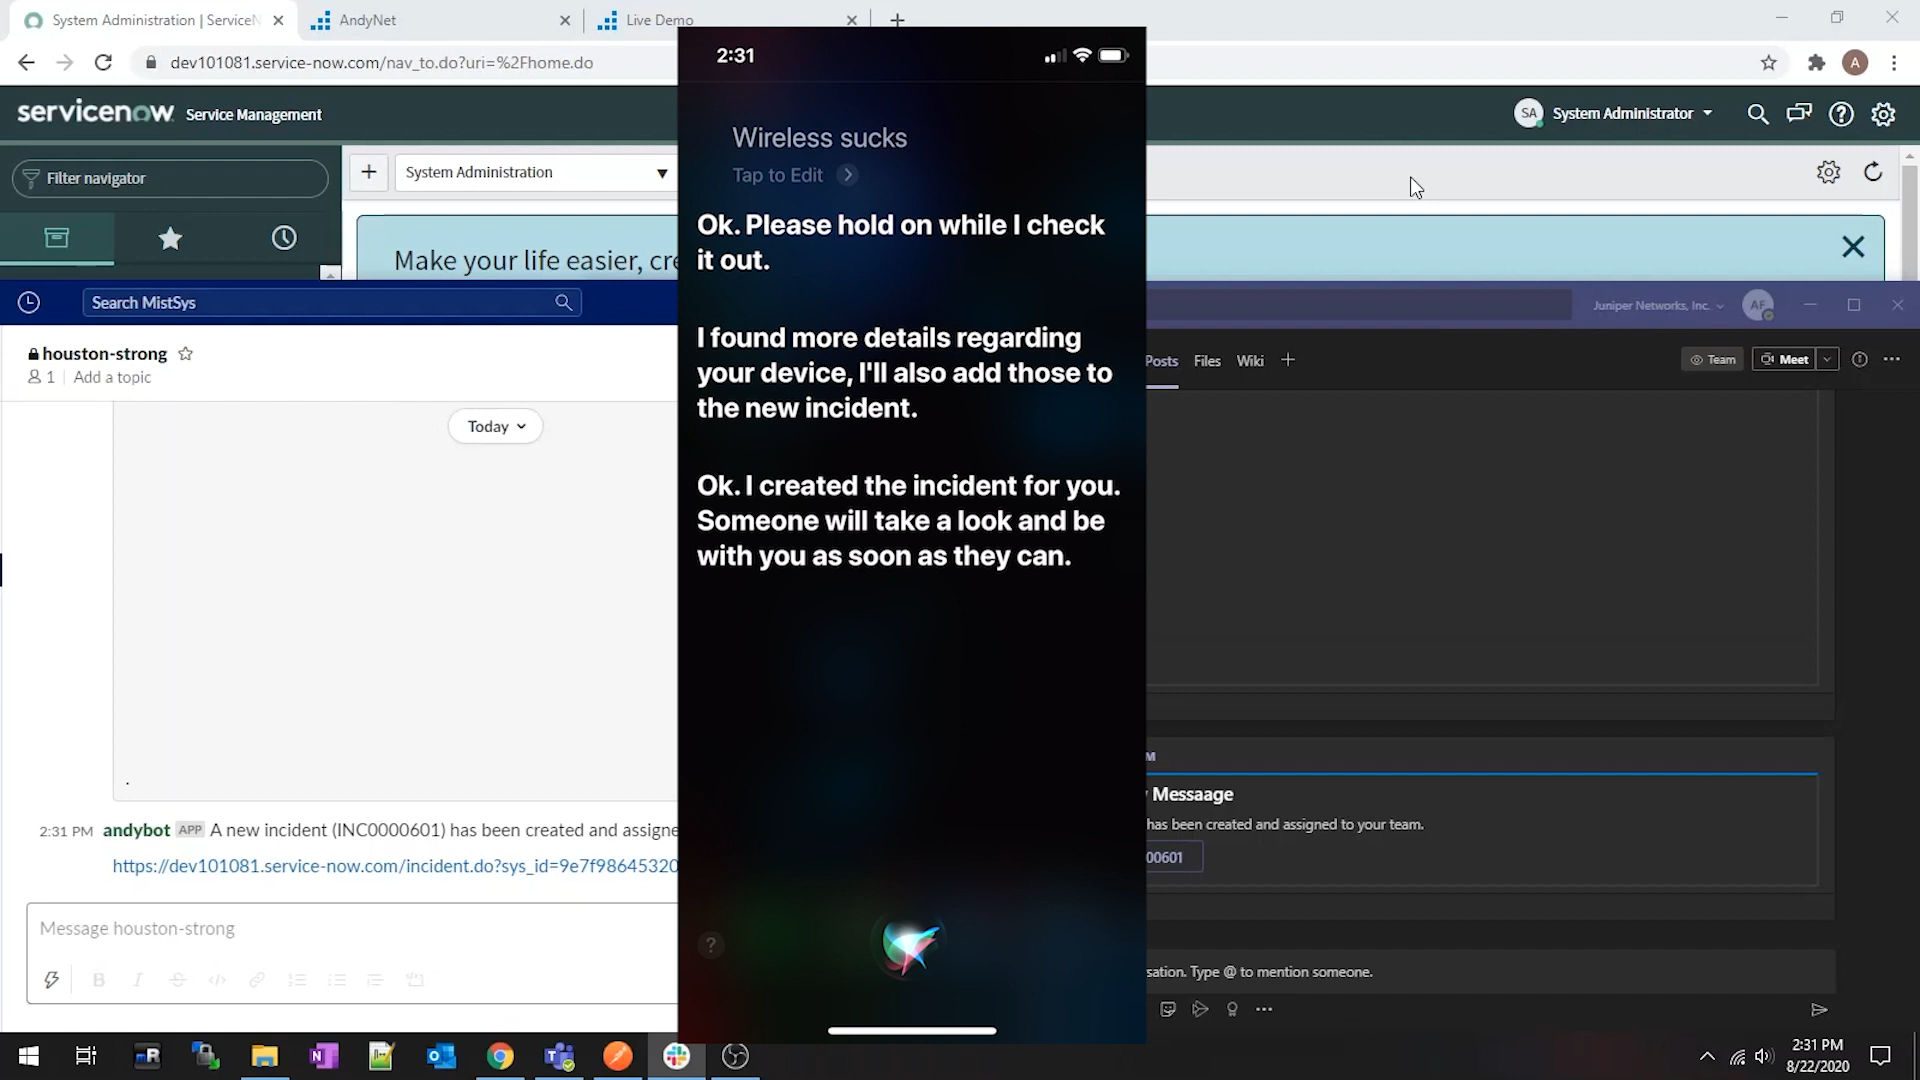 System Administration | ServiceN
AndyNet
Live Demo
dev101081.service-now.com/nav_to.do?uri=%2Fhome.do
A
servicenow Service Management
SA System Administrator
Filter navigator
System Administration
Make your life easier, cre
2:31
Wireless sucks
Tap to Edit
Ok. Please hold on while I check
it out.
I found more details regarding
your device, I'll also add those to
the new incident.
Ok. I created the incident for you.
Someone will take a look and be
with you as soon as they can.
?
Search MistSys
houston-strong
1 | Add a topic
Today
.
2:31 PM andybot APP A new incident (INC0000601) has been created and assigne
https://dev101081.service-now.com/incident.do?sys_id=9e7f98645320
Message houston-strong
B I S
Juniper Networks, Inc. AF
Posts Files Wiki +
Team Meet
M
Messaage
has been created and assigned to your team.
00601
sation. Type @ to mention someone.
2:31 PM
8/22/2020